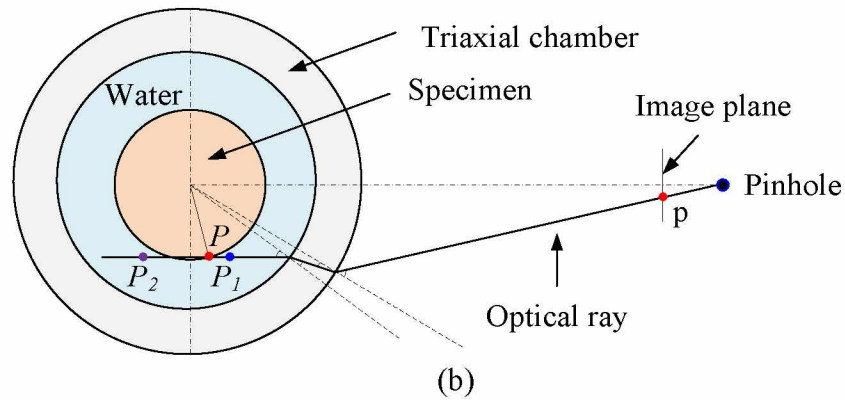 Triaxial chamber
Water
Specimen
Image plane
Pinhole
p
P
P₂
P₁
Optical ray
(b)